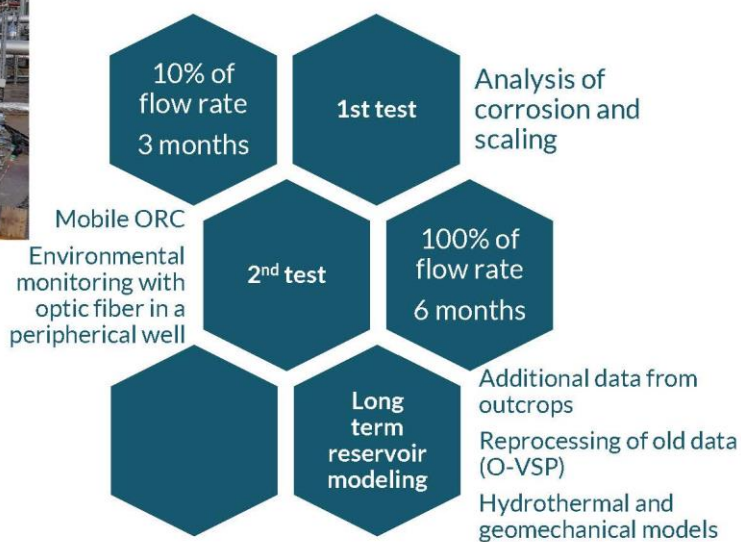 10% of
flow rate
3 months
1st test
Analysis of
corrosion and
scaling
Mobile ORC
Environmental
monitoring with
optic fiber in a
peripherical well
2nd test
100% of
flow rate
6 months
Long
term
reservoir
modeling
Additional data from
outcrops
Reprocessing of old data
(O-VSP)
Hydrothermal and
geomechanical models